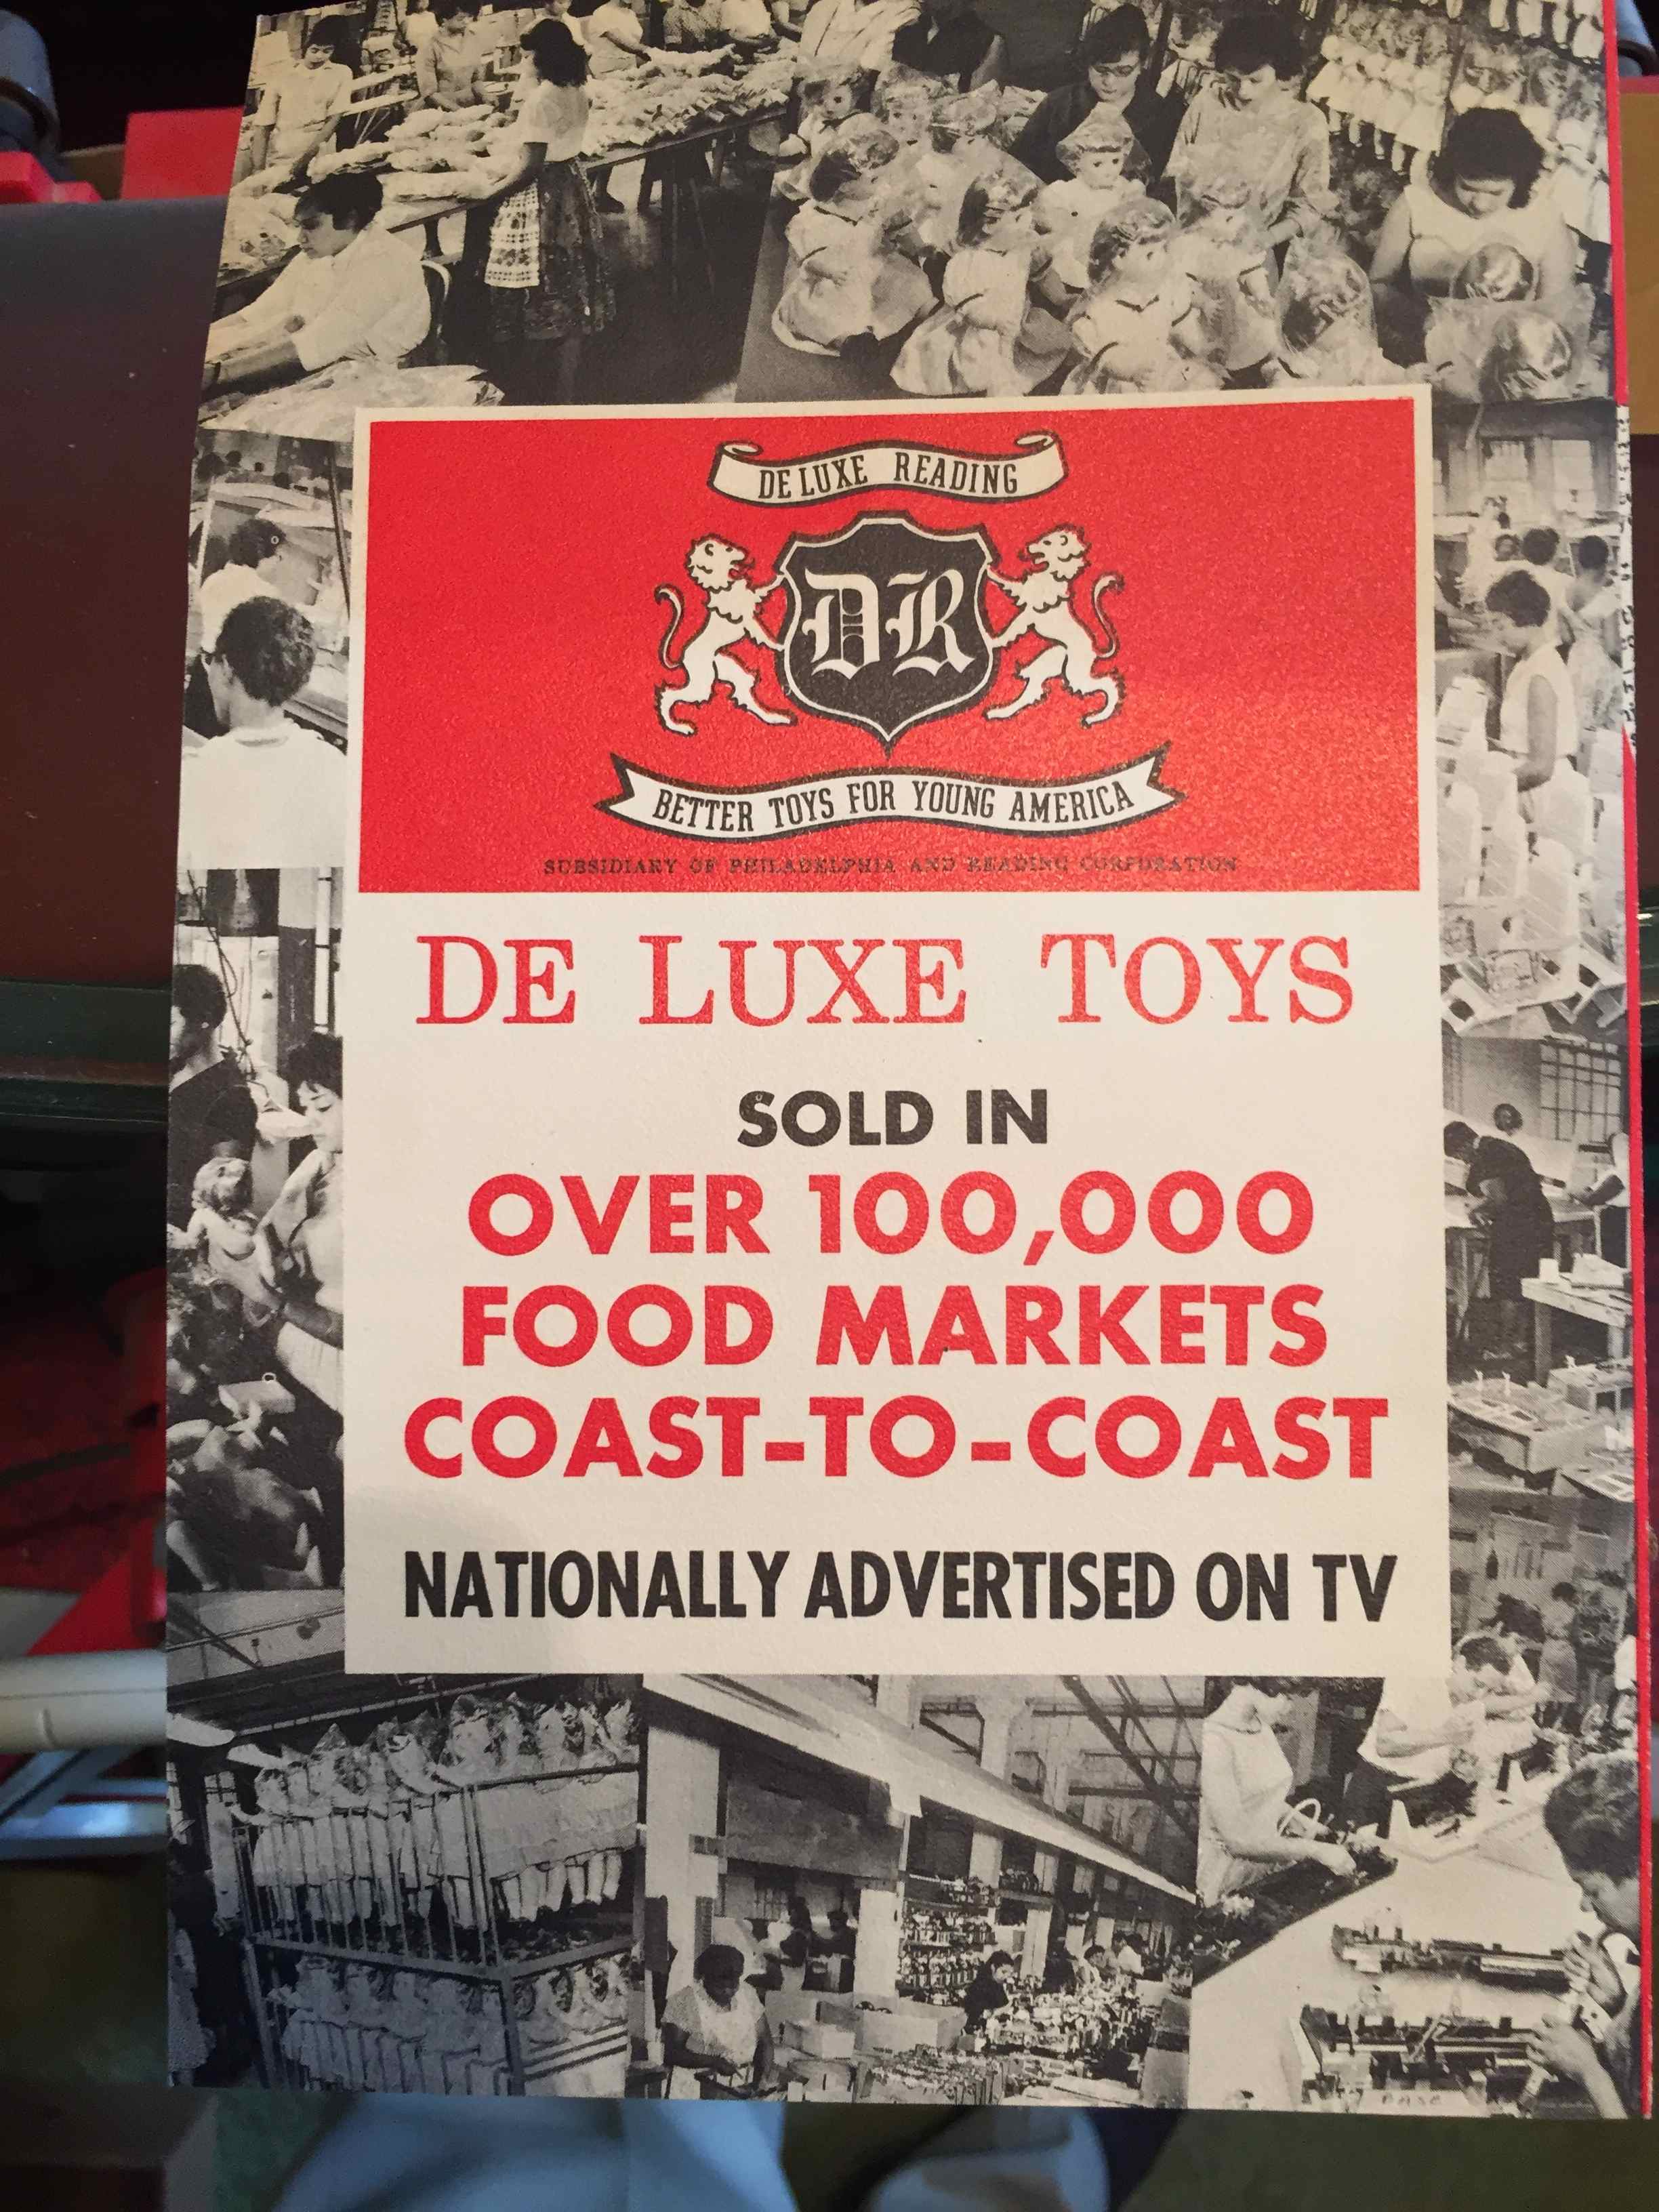 DE LUXE READING
DR
BETTER TOYS FOR YOUNG AMERICA
SUBSIDIARY OF PHILADELPHIA AND READING CORPORATION
DE LUXE TOYS
SOLD IN
OVER 100,000
FOOD MARKETS
COAST-TO-COAST
NATIONALLY ADVERTISED ON TV